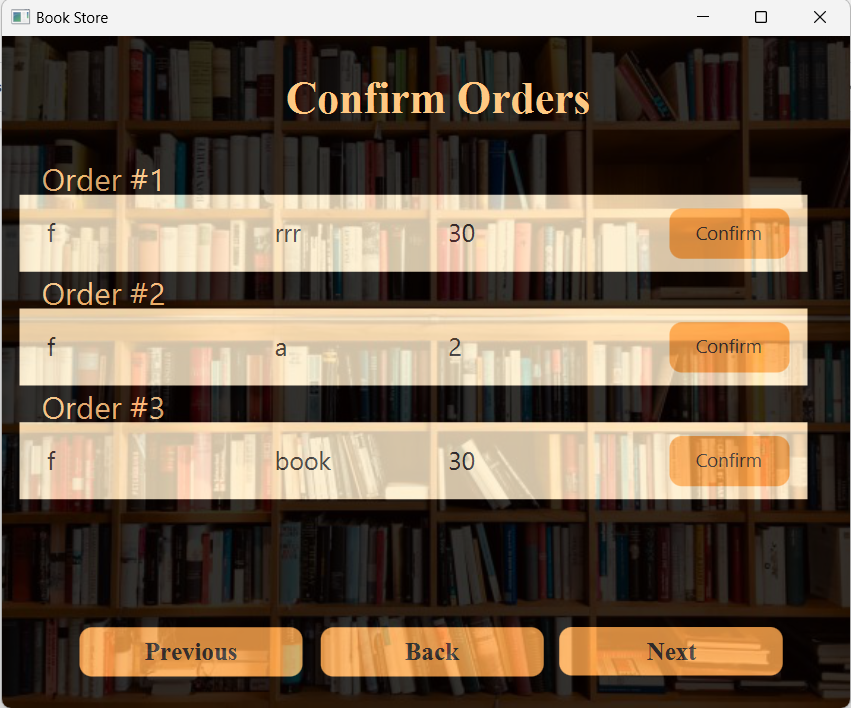 Book Store
Confirm Orders
Order #1
f rrr 30 Confirm
Order #2
f a 2 Confirm
Order #3
f book 30 Confirm
Previous Back Next